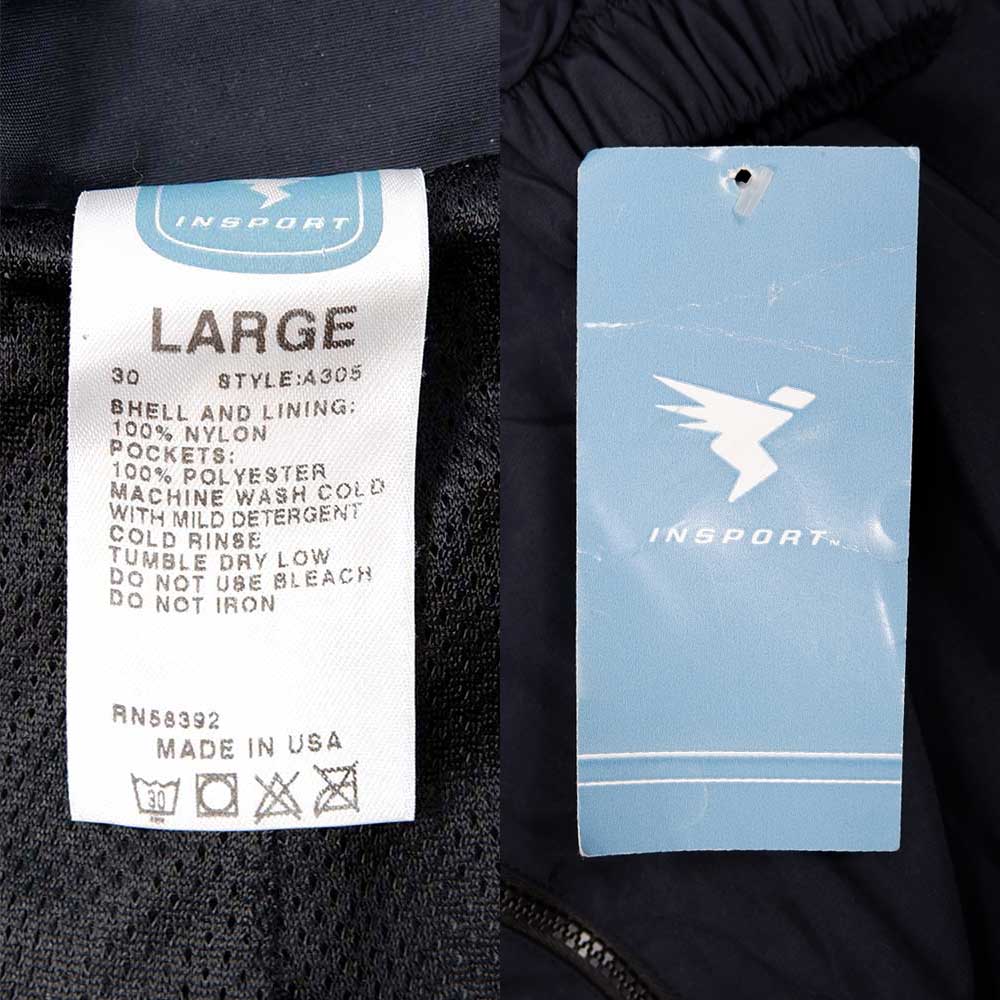 INSPORT
LARGE
30 STYLE:A305
SHELL AND LINING:
100% NYLON
POCKETS:
100% POLYESTER
MACHINE WASH COLD
WITH MILD DETERGENT
COLD RINSE
TUMBLE DRY LOW
DO NOT USE BLEACH
DO NOT IRON
RN58392
MADE IN USA
30
INSPORT